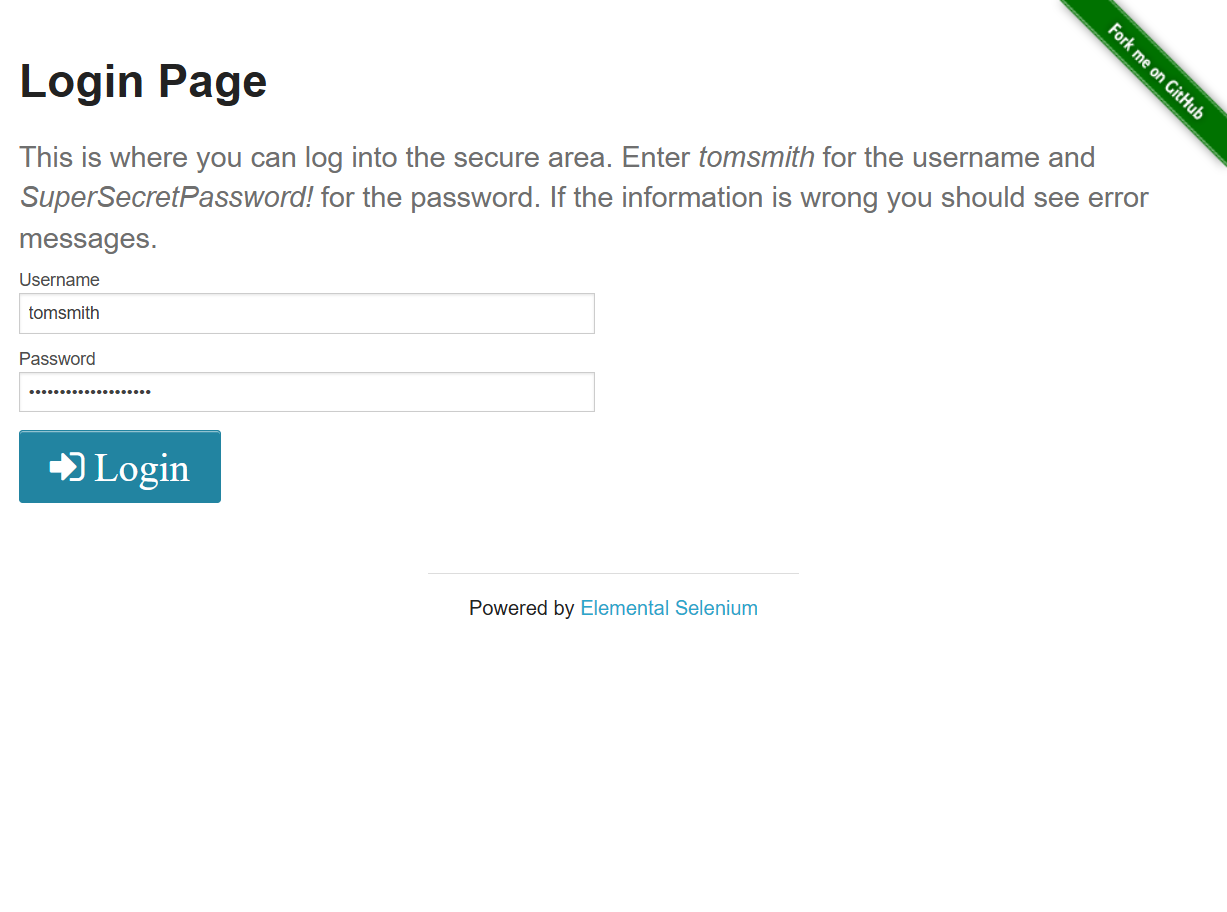 Fork me on GitHub
Login Page
This is where you can log into the secure area. Enter tomsmith for the username and
SuperSecretPassword! for the password. If the information is wrong you should see error
messages.
Username
tomsmith
Password
••••••••••••••••••••
Login
Powered by Elemental Selenium